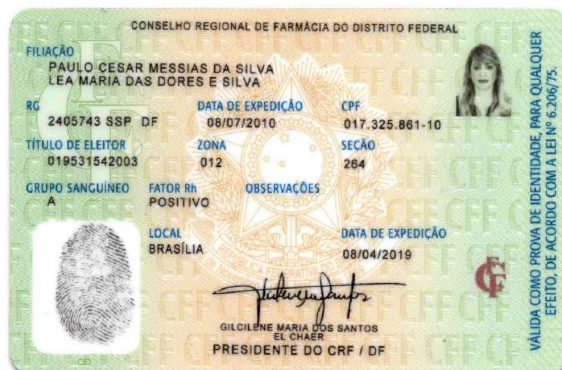 CONSELHO REGIONAL DE FARMÁCIA DO DISTRITO FEDERAL
FILIAÇÃO
PAULO CESAR MESSIAS DA SILVA
LEA MARIA DAS DORES E SILVA
RG DATA DE EXPEDIÇÃO CPF
2405743 SSP DF 08/07/2010 017.325.861-10
TÍTULO DE ELEITOR ZONA SEÇÃO
019531542003 012 264
GRUPO SANGUÍNEO FATOR Rh OBSERVAÇÕES
A POSITIVO
LOCAL DATA DE EXPEDIÇÃO
BRASÍLIA 08/04/2019
GILCILENE MARIA DOS SANTOS
EL CHAER
PRESIDENTE DO CRF / DF
VÁLIDA COMO PROVA DE IDENTIDADE, PARA QUALQUER
EFEITO, DE ACORDO COM A LEI Nº 6.206/75.